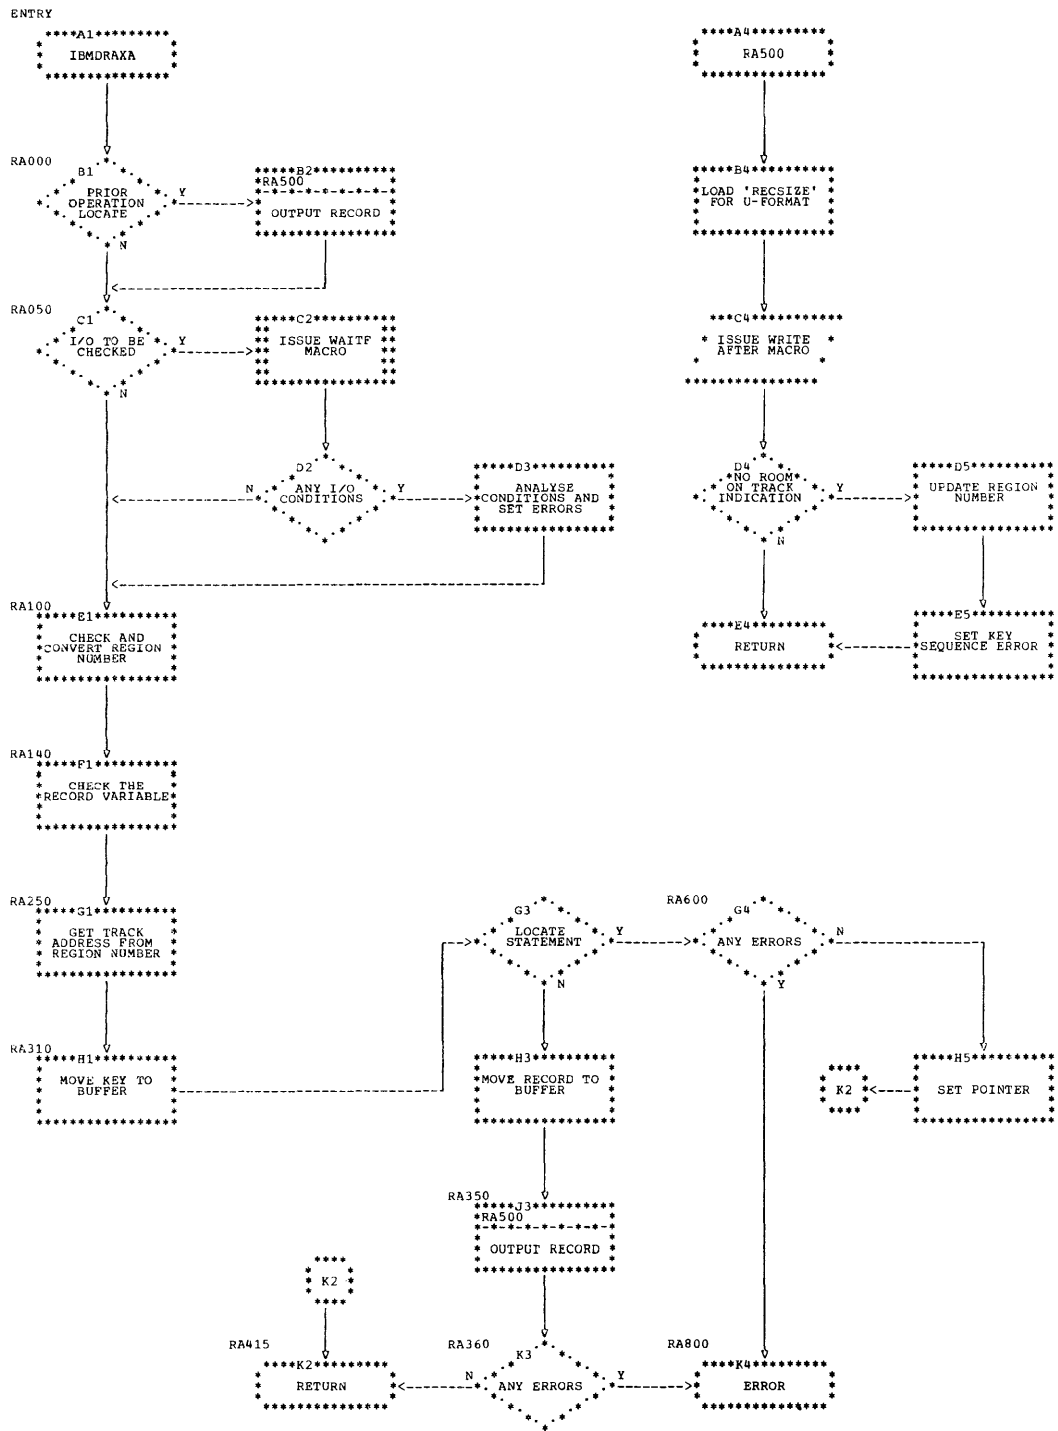 ENTRY
A1
IBMDRAXA
A4
RA500
RA000
B1
PRIOR
OPERATION
LOCATE
Y
N
B2
RA500
OUTPUT RECORD
B4
LOAD 'RECSIZE'
FOR U-FORMAT
RA050
C1
I/O TO BE
CHECKED
Y
N
C2
ISSUE WAITF
MACRO
C4
ISSUE WRITE
AFTER MACRO
D2
ANY I/O
CONDITIONS
N
Y
D3
ANALYSE
CONDITIONS AND
SET ERRORS
D4
NO ROOM
ON TRACK
INDICATION
Y
N
D5
UPDATE REGION
NUMBER
RA100
E1
CHECK AND
CONVERT REGION
NUMBER
E4
RETURN
E5
SET KEY
SEQUENCE ERROR
RA140
F1
CHECK THE
RECORD VARIABLE
RA250
G1
GET TRACK
ADDRESS FROM
REGION NUMBER
G3
LOCATE
STATEMENT
Y
N
RA600
G4
ANY ERRORS
N
Y
RA310
H1
MOVE KEY TO
BUFFER
H3
MOVE RECORD TO
BUFFER
H5
SET POINTER
K2
RA350
J3
RA500
OUTPUT RECORD
K2
RA415
K2
RETURN
RA360
K3
ANY ERRORS
N
Y
RA800
K4
ERROR